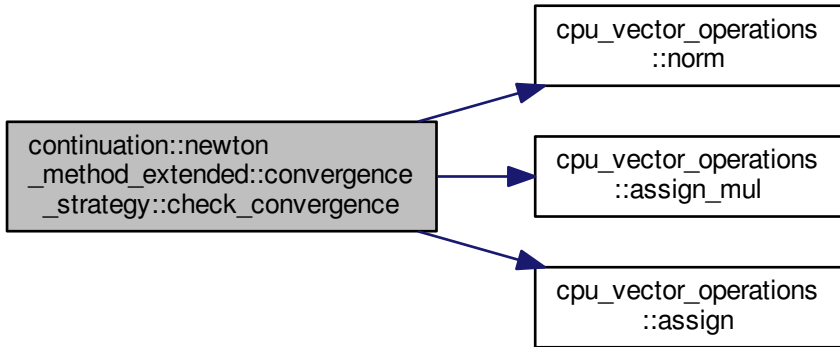 continuation::newton
_method_extended::convergence
_strategy::check_convergence
cpu_vector_operations
::norm
cpu_vector_operations
::assign_mul
cpu_vector_operations
::assign